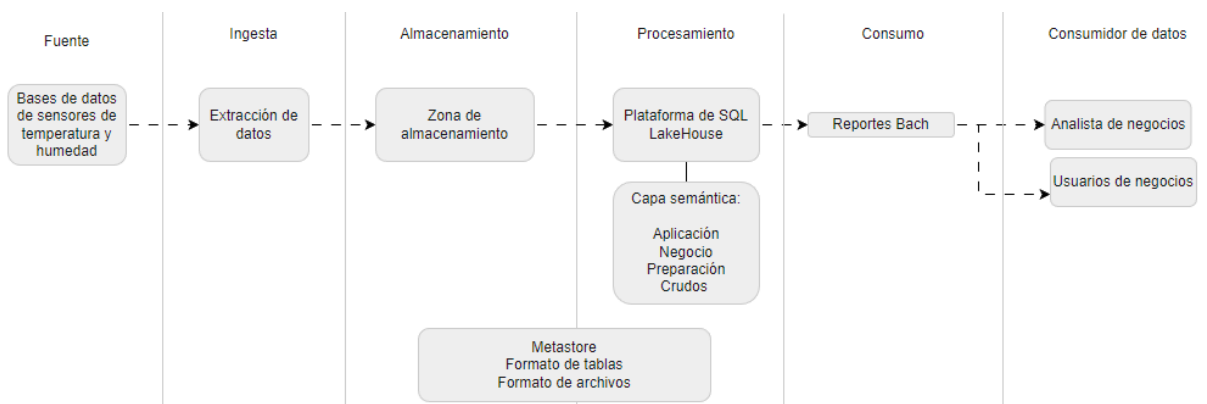 Fuente
Ingesta
Almacenamiento
Procesamiento
Consumo
Consumidor de datos
Bases de datos
de sensores de
temperatura y
humedad
Extracción de
datos
Zona de
almacenamiento
Plataforma de SQL
LakeHouse
Reportes Bach
Analista de negocios
Usuarios de negocios
Capa semántica:
Aplicación
Negocio
Preparación
Crudos
Metastore
Formato de tablas
Formato de archivos